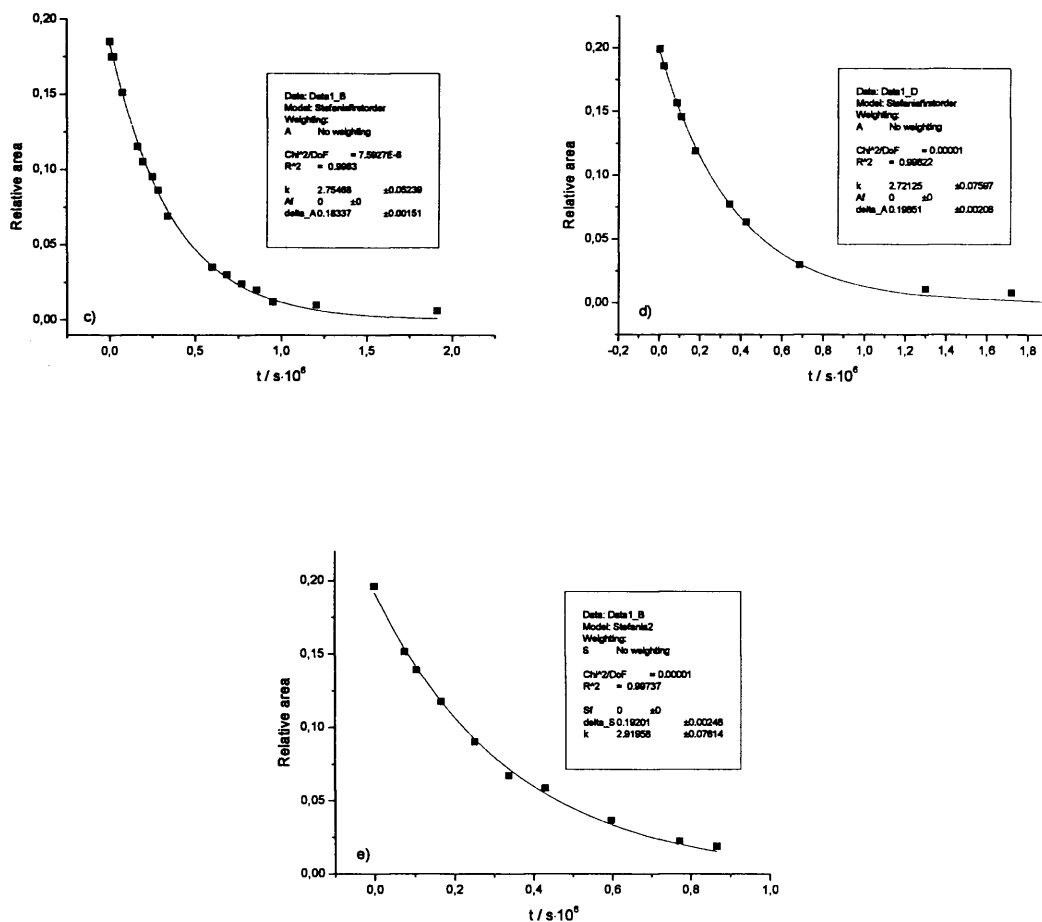 0,20
0,15
0,10
0,05
0,00
Relative area
Data: Data1_B
Model: Stefaniafirstorder
Weighting:
A No weighting
Chi^2/DoF = 7.5927E-6
R^2 = 0.9983
k 2.75468 ±0.06239
Af 0 ±0
delta_A 0.18337 ±0.00151
c)
0,0 0,5 1,0 1,5 2,0
t / s·10⁶
0,20
0,15
0,10
0,05
0,00
Relative area
Data: Data1_D
Model: Stefaniafirstorder
Weighting:
A No weighting
Chi^2/DoF = 0.00001
R^2 = 0.99822
k 2.72125 ±0.07597
Af 0 ±0
delta_A 0.19851 ±0.00208
d)
-0,2 0,0 0,2 0,4 0,6 0,8 1,0 1,2 1,4 1,6 1,8
t / s·10⁶
0,20
0,15
0,10
0,05
0,00
Relative area
Data: Data1_B
Model: Stefania2
Weighting:
S No weighting
Chi^2/DoF = 0.00001
R^2 = 0.99737
Sf 0 ±0
delta_S 0.19201 ±0.00246
k 2.91958 ±0.07614
e)
0,0 0,2 0,4 0,6 0,8 1,0
t / s·10⁶